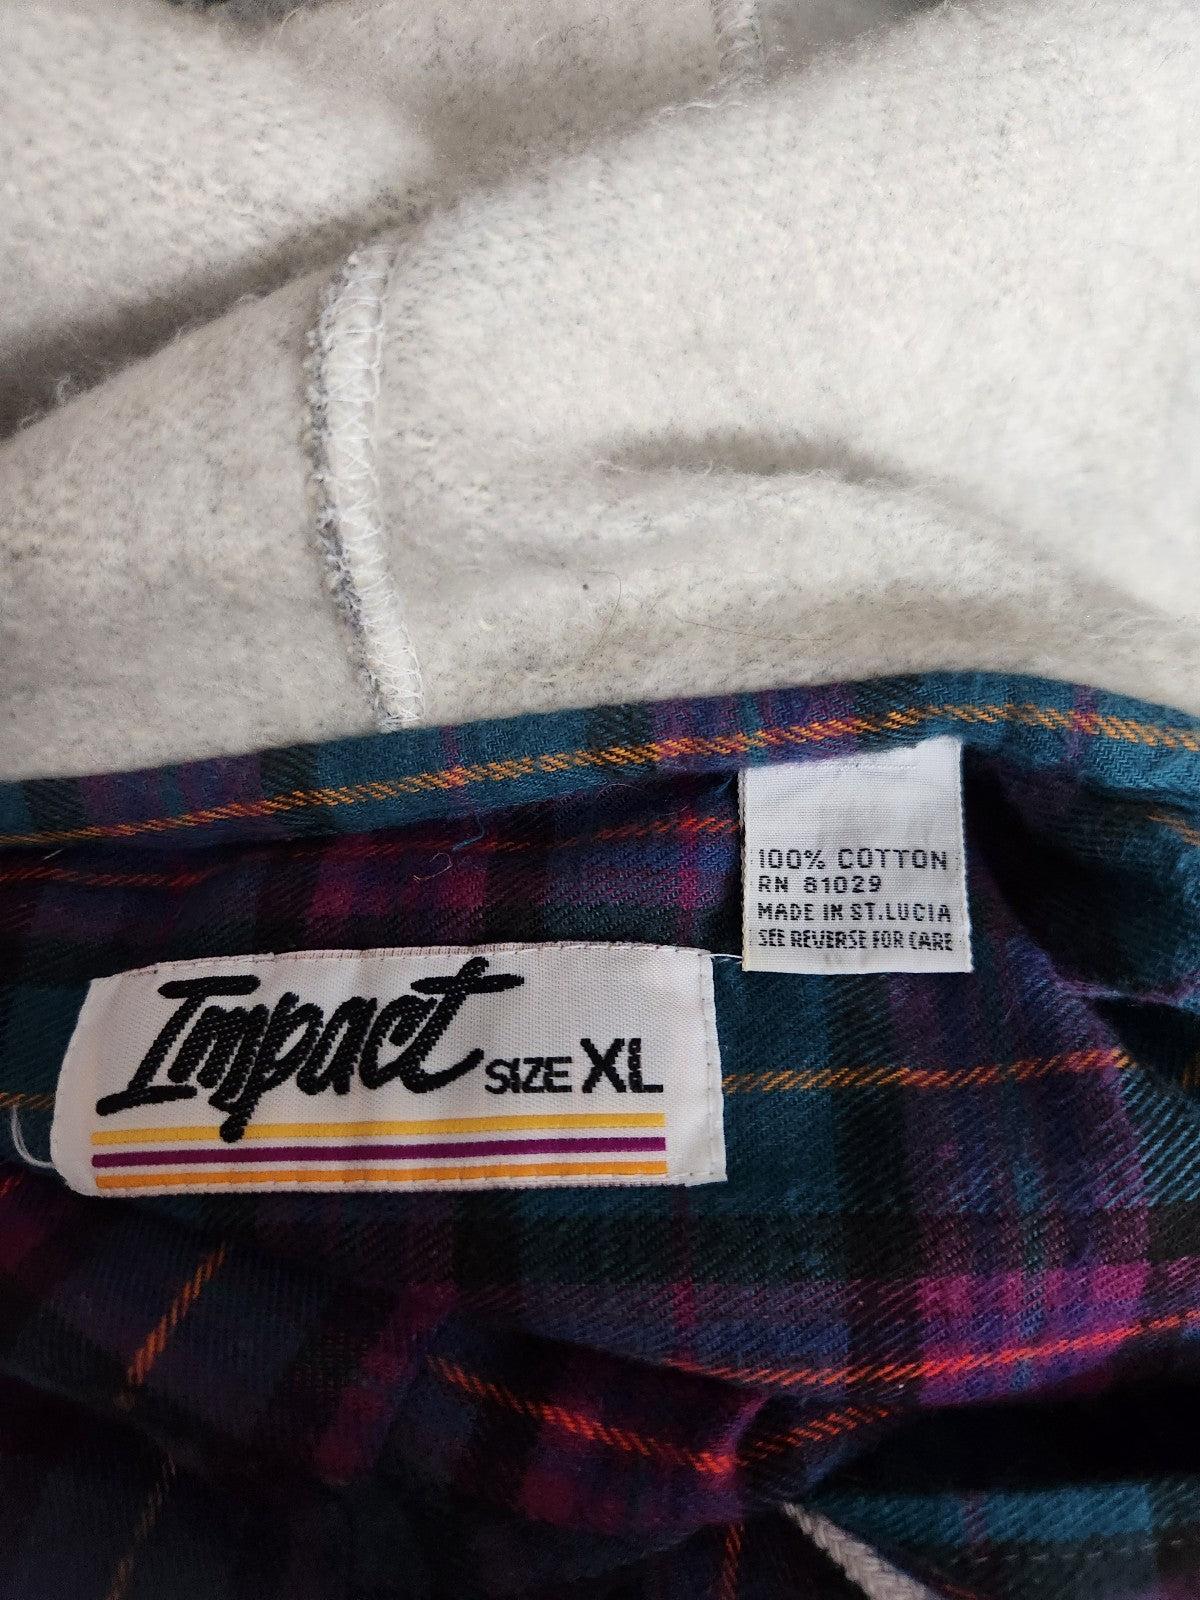 100% COTTON
RN 81029
MADE IN ST.LUCIA
SEE REVERSE FOR CARE
Impact SIZE XL